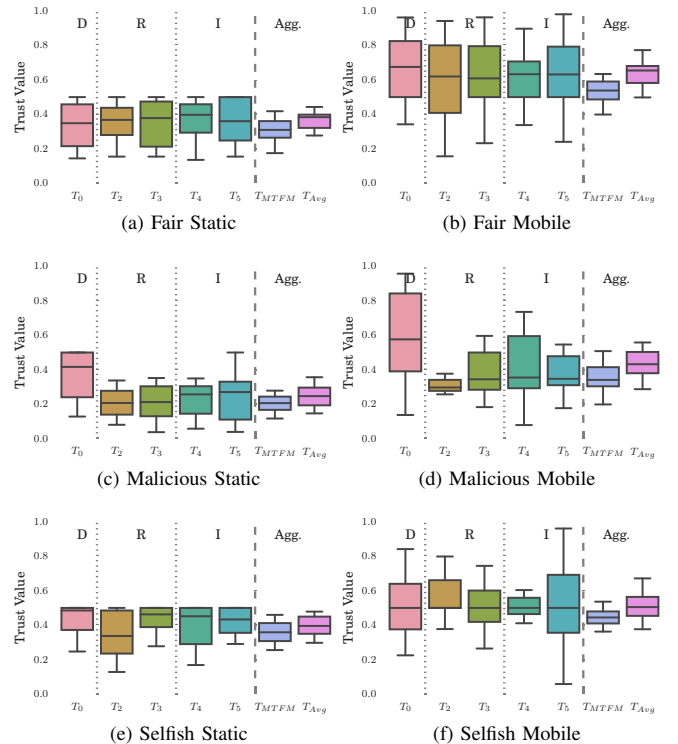 D R I Agg. D R I Agg.
1.0 1.0
0.8 0.8
0.6 0.6
0.4 0.4
0.2 0.2
0.0 0.0
Trust Value Trust Value
T0 T2 T3 T4 T5 TMTFM TAvg T0 T2 T3 T4 T5 TMTFM TAvg
(a) Fair Static (b) Fair Mobile
D R I Agg. D R I Agg.
1.0 1.0
0.8 0.8
0.6 0.6
0.4 0.4
0.2 0.2
0.0 0.0
Trust Value Trust Value
T0 T2 T3 T4 T5 TMTFM TAvg T0 T2 T3 T4 T5 TMTFM TAvg
(c) Malicious Static (d) Malicious Mobile
D R I Agg. D R I Agg.
1.0 1.0
0.8 0.8
0.6 0.6
0.4 0.4
0.2 0.2
0.0 0.0
Trust Value Trust Value
T0 T2 T3 T4 T5 TMTFM TAvg T0 T2 T3 T4 T5 TMTFM TAvg
(e) Selfish Static (f) Selfish Mobile